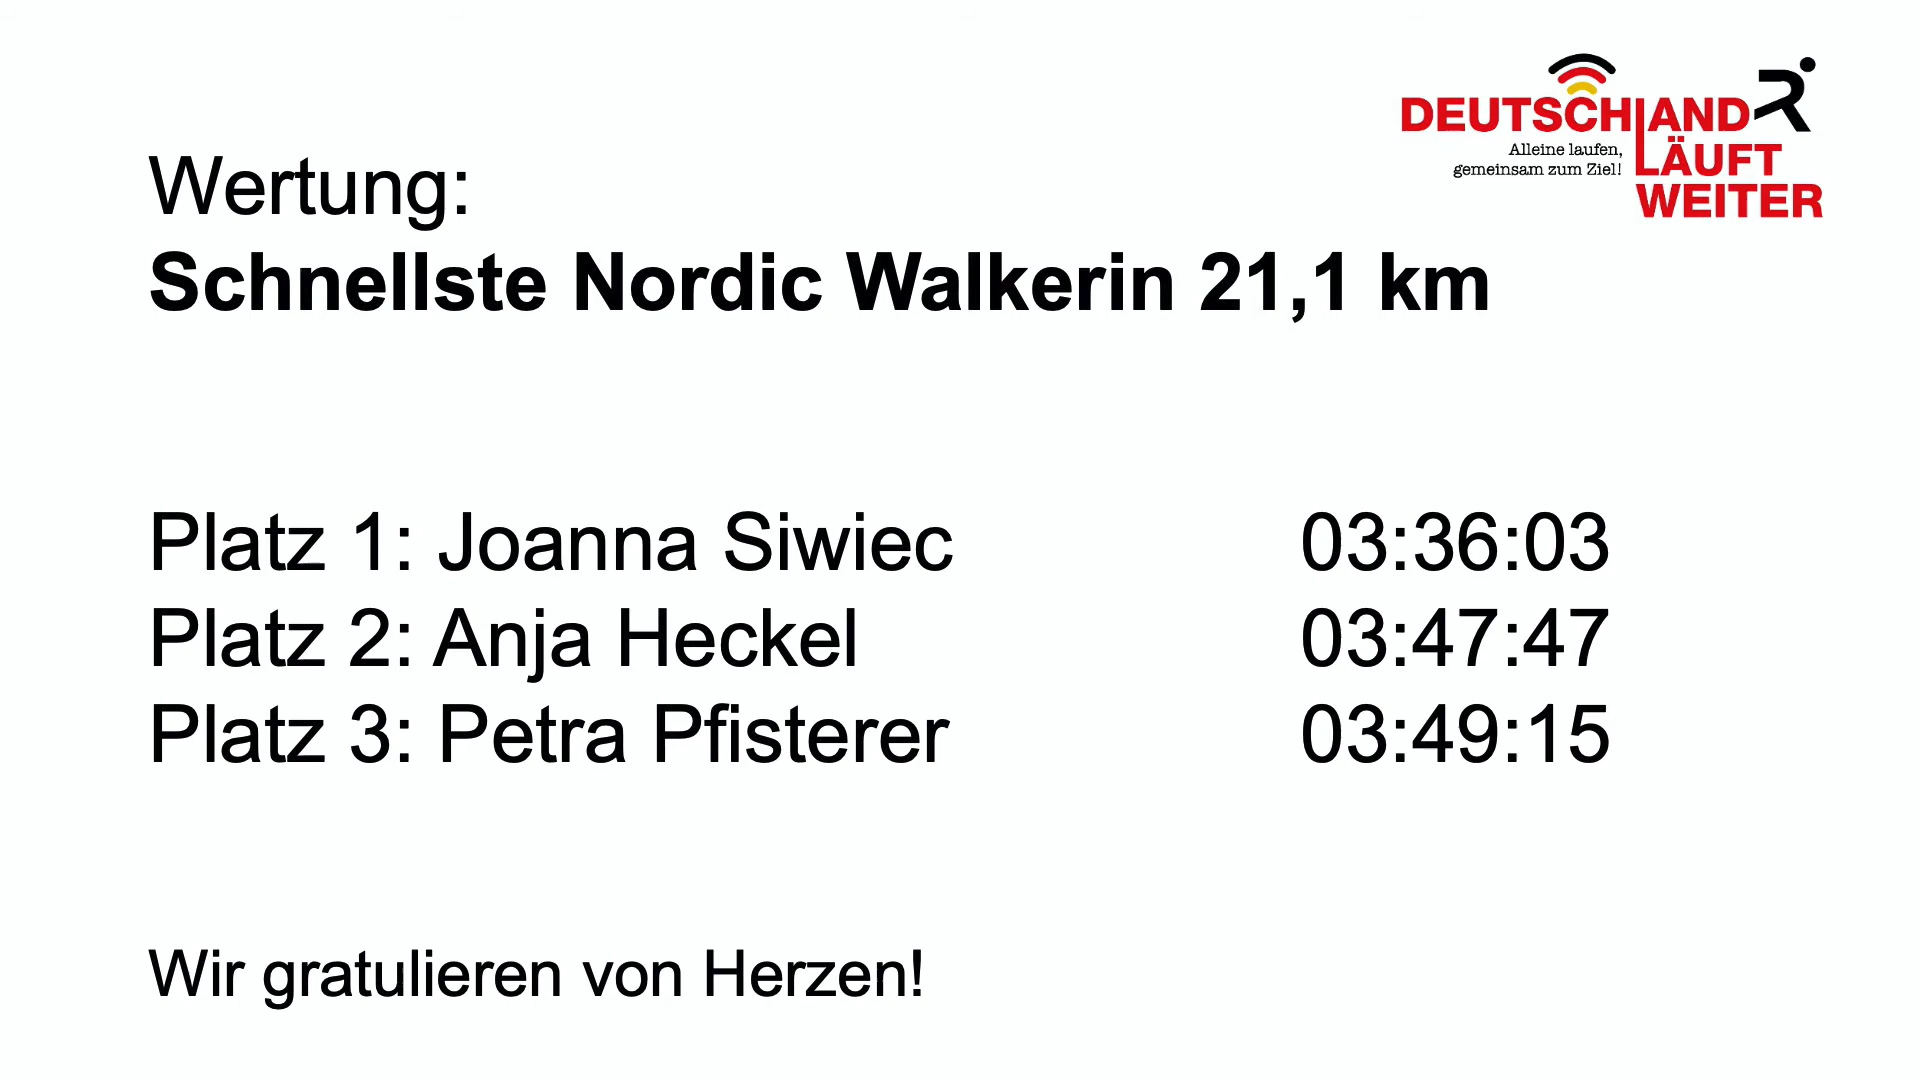 DEUTSCHLAND
Alleine laufen,
gemeinsam zum Ziel!
LÄUFT
WEITER
Wertung:
Schnellste Nordic Walkerin 21,1 km
Platz 1: Joanna Siwiec 03:36:03
Platz 2: Anja Heckel 03:47:47
Platz 3: Petra Pfisterer 03:49:15
Wir gratulieren von Herzen!